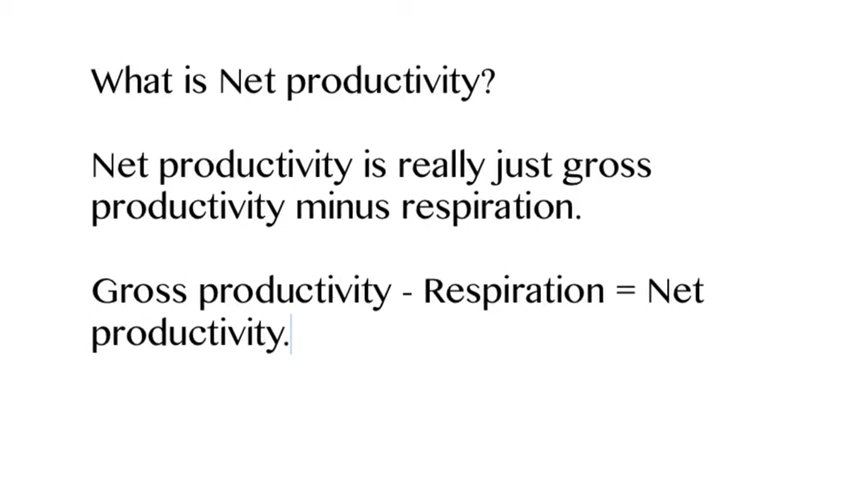 What is Net productivity?
Net productivity is really just gross
productivity minus respiration.
Gross productivity - Respiration = Net
productivity.